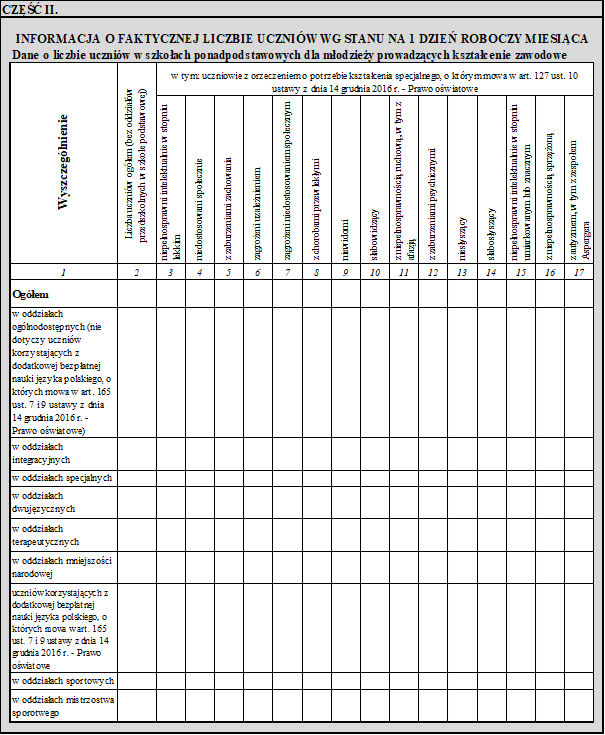 CZĘŚĆ II.
INFORMACJA O FAKTYCZNEJ LICZBIE UCZNIÓW WG STANU NA 1 DZIEŃ ROBOCZY MIESIĄCA
Dane o liczbie uczniów w szkołach ponadpodstawowych dla młodzieży prowadzących kształcenie zawodowe
Wyszczególnienie
Liczba uczniów ogółem (bez oddziałów
przedszkolnych w szkole podstawowej)
w tym: uczniowie z orzeczeniem o potrzebie kształcenia specjalnego, o którym mowa w art. 127 ust. 10
ustawy z dnia 14 grudnia 2016 r. - Prawo oświatowe
niepełnosprawni intelektualnie w stopniu
lekkim
niedostosowani społecznie
z zaburzeniami zachowania
zagrożeni uzależnieniem
zagrożeni niedostosowaniem społecznym
z chorobami przewlekłymi
niewidomi
słabowidzący
z niepełnosprawnością ruchową, w tym z
afazją
z zaburzeniami psychicznymi
niesłyszący
słabosłyszący
niepełnosprawni intelektualnie w stopniu
umiarkowanym lub znacznym
z niepełnosprawnością sprzężoną
z autyzmem, w tym z zespołem
Aspergera
1 2 3 4 5 6 7 8 9 10 11 12 13 14 15 16 17
Ogółem
w oddziałach
ogólnodostępnych (nie
dotyczy uczniów
korzystających z
dodatkowej bezpłatnej
nauki języka polskiego, o
których mowa w art. 165
ust. 7 i 9 ustawy z dnia
14 grudnia 2016 r. -
Prawo oświatowe)
w oddziałach
integracyjnych
w oddziałach specjalnych
w oddziałach
dwujęzycznych
w oddziałach
terapeutycznych
w oddziałach mniejszości
narodowej
uczniów korzystających z
dodatkowej bezpłatnej
nauki języka polskiego, o
których mowa w art. 165
ust. 7 i 9 ustawy z dnia 14
grudnia 2016 r. - Prawo
oświatowe
w oddziałach sportowych
w oddziałach mistrzostwa
sporotwego